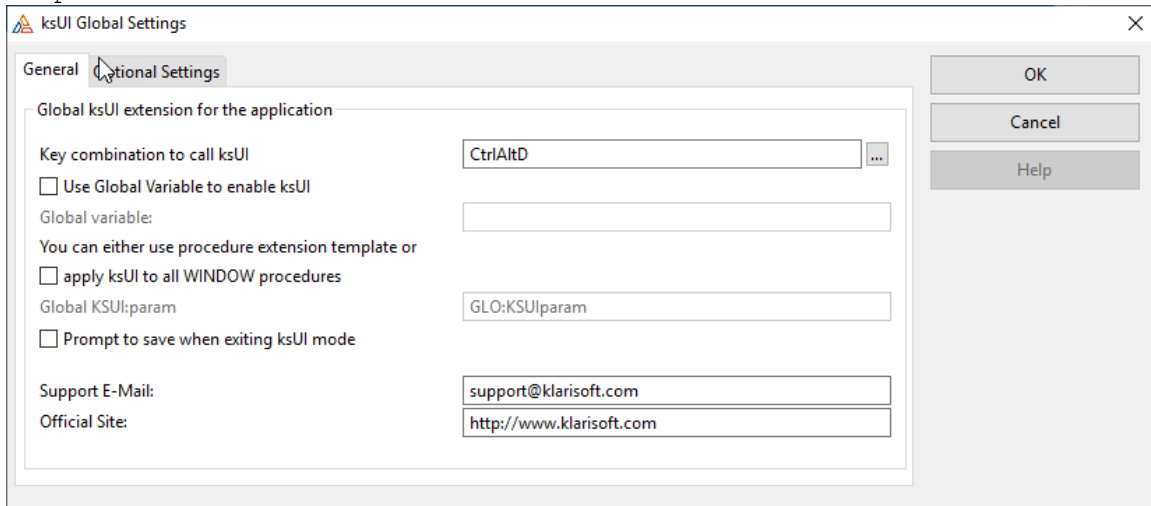 ksUI Global Settings
General
tional Settings
OK
Cancel
Help
Global ksUI extension for the application
Key combination to call ksUI
CtrlAltD
...
Use Global Variable to enable ksUI
Global variable:
You can either use procedure extension template or
apply ksUI to all WINDOW procedures
Global KSUI:param
GLO:KSUIparam
Prompt to save when exiting ksUI mode
Support E-Mail:
support@klarisoft.com
Official Site:
http://www.klarisoft.com